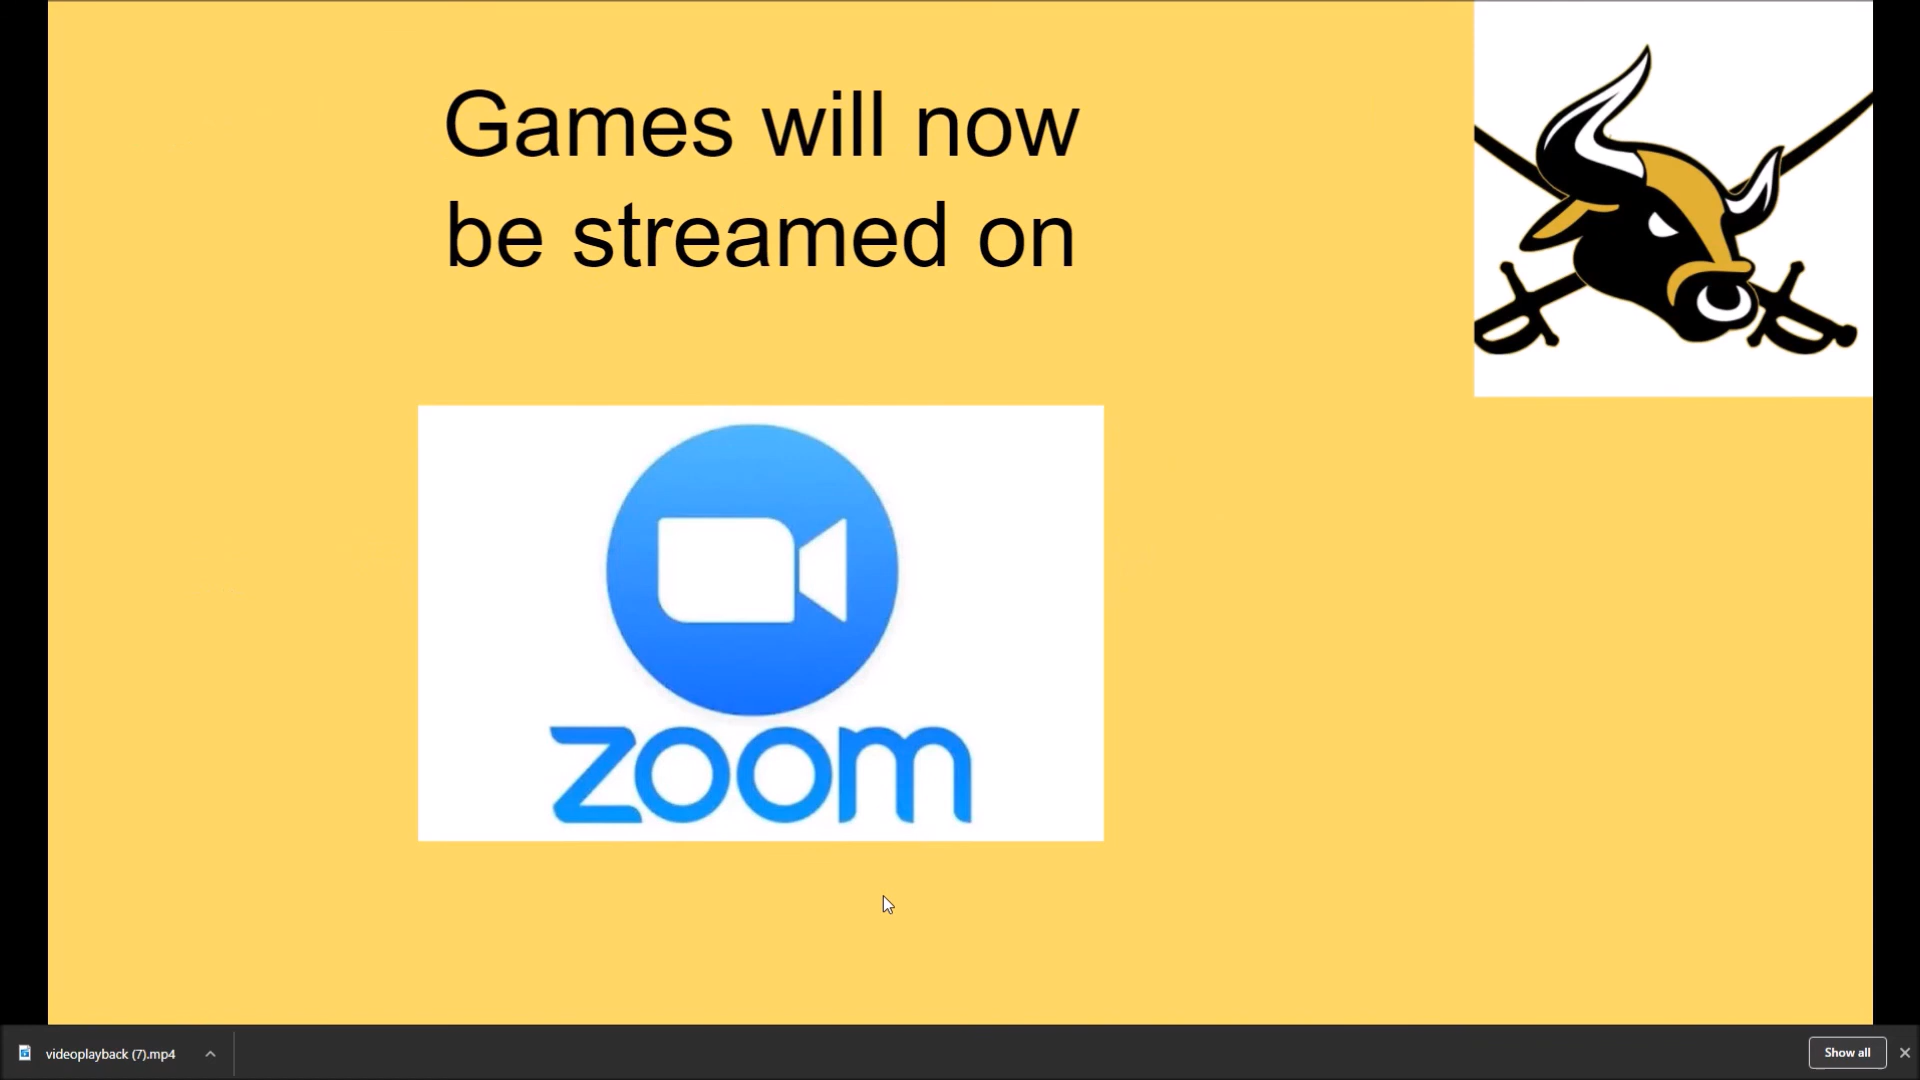 Games will now
be streamed on
zoom
videoplayback (7).mp4
Show all